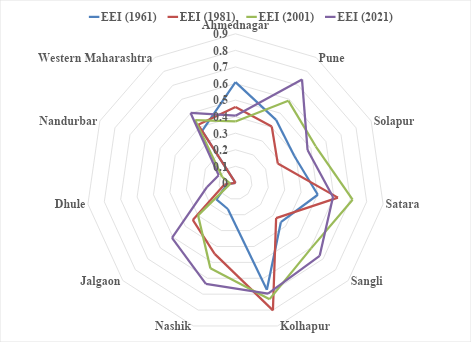 EEI (1961) EEI (1981) EEI (2001) EEI (2021)
Ahmednagar
0.9
0.8
Western Maharashtra Pune
0.7
0.6
0.5
0.4
Nandurbar Solapur
0.3
0.2
0.1
0
Dhule Satara
Jalgaon Sangli
Nashik Kolhapur